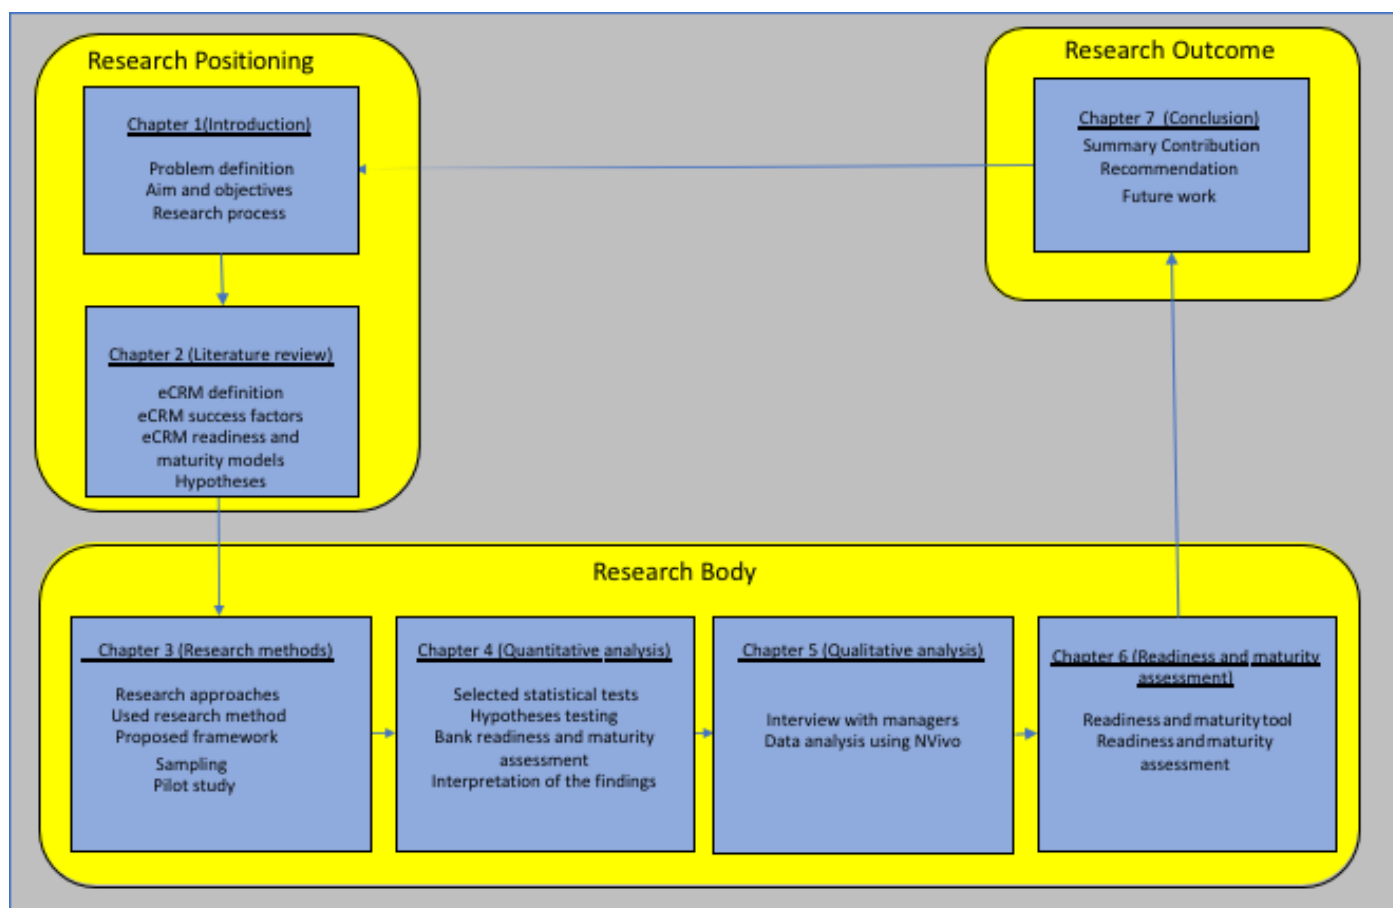 Research Positioning
Chapter 1(Introduction)
Problem definition
Aim and objectives
Research process
Chapter 2 (Literature review)
eCRM definition
eCRM success factors
eCRM readiness and
maturity models
Hypotheses
Research Body
Chapter 3 (Research methods)
Research approaches
Used research method
Proposed framework
Sampling
Pilot study
Chapter 4 (Quantitative analysis)
Selected statistical tests
Hypotheses testing
Bank readiness and maturity
assessment
Interpretation of the findings
Chapter 5 (Qualitative analysis)
Interview with managers
Data analysis using NVivo
Chapter 6 (Readiness and maturity
assessment)
Readiness and maturity tool
Readiness and maturity
assessment
Research Outcome
Chapter 7 (Conclusion)
Summary Contribution
Recommendation
Future work